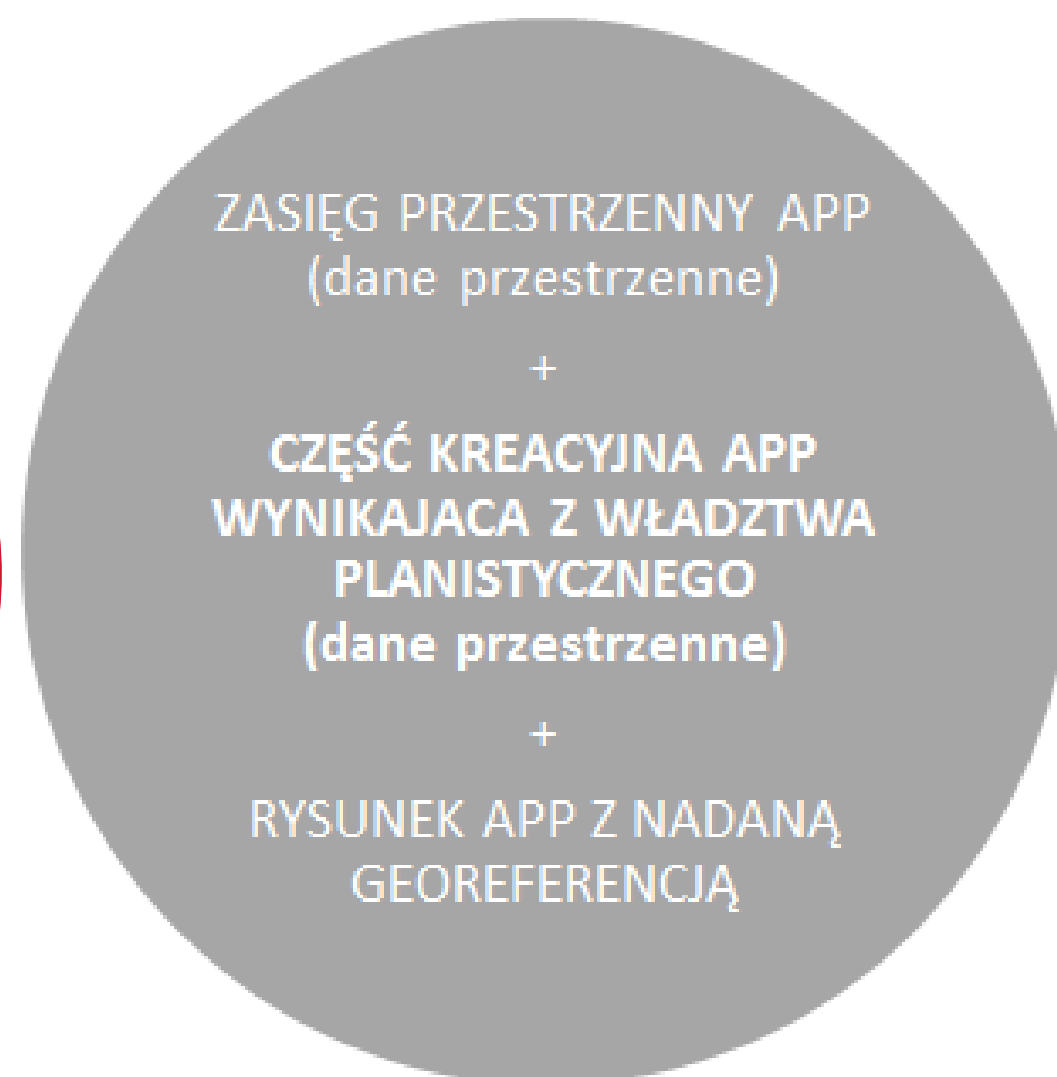 ZASIĘG PRZESTRZENNY APP
(dane przestrzenne)
+
CZĘŚĆ KREACYJNA APP
WYNIKAJACA Z WŁADZTWA
PLANISTYCZNEGO
(dane przestrzenne)
+
RYSUNEK APP Z NADANĄ
GEOREFERENCJĄ